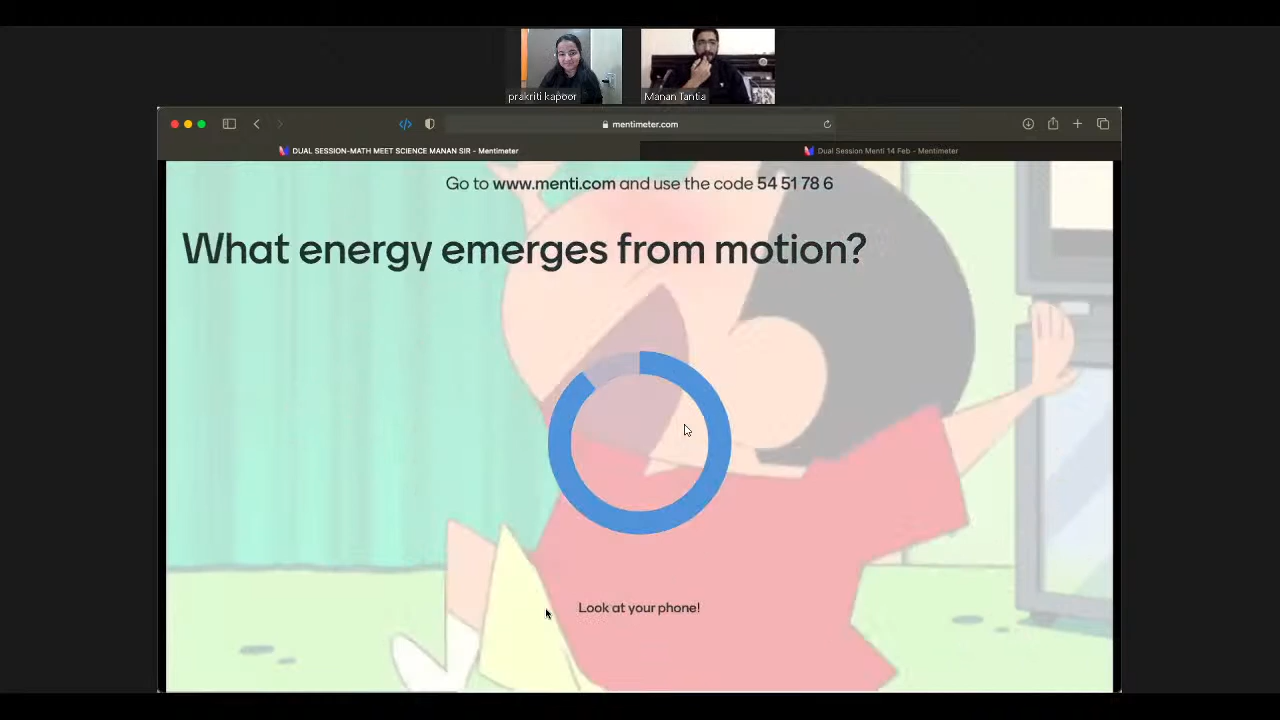 prakriti kapoor
Manan Tantia
mentimeter.com
DUAL SESSION-MATH MEET SCIENCE MANAN SIR - Mentimeter
Dual Session Menti 14 Feb - Mentimeter
Go to www.menti.com and use the code 54 51 78 6
What energy emerges from motion?
Look at your phone!